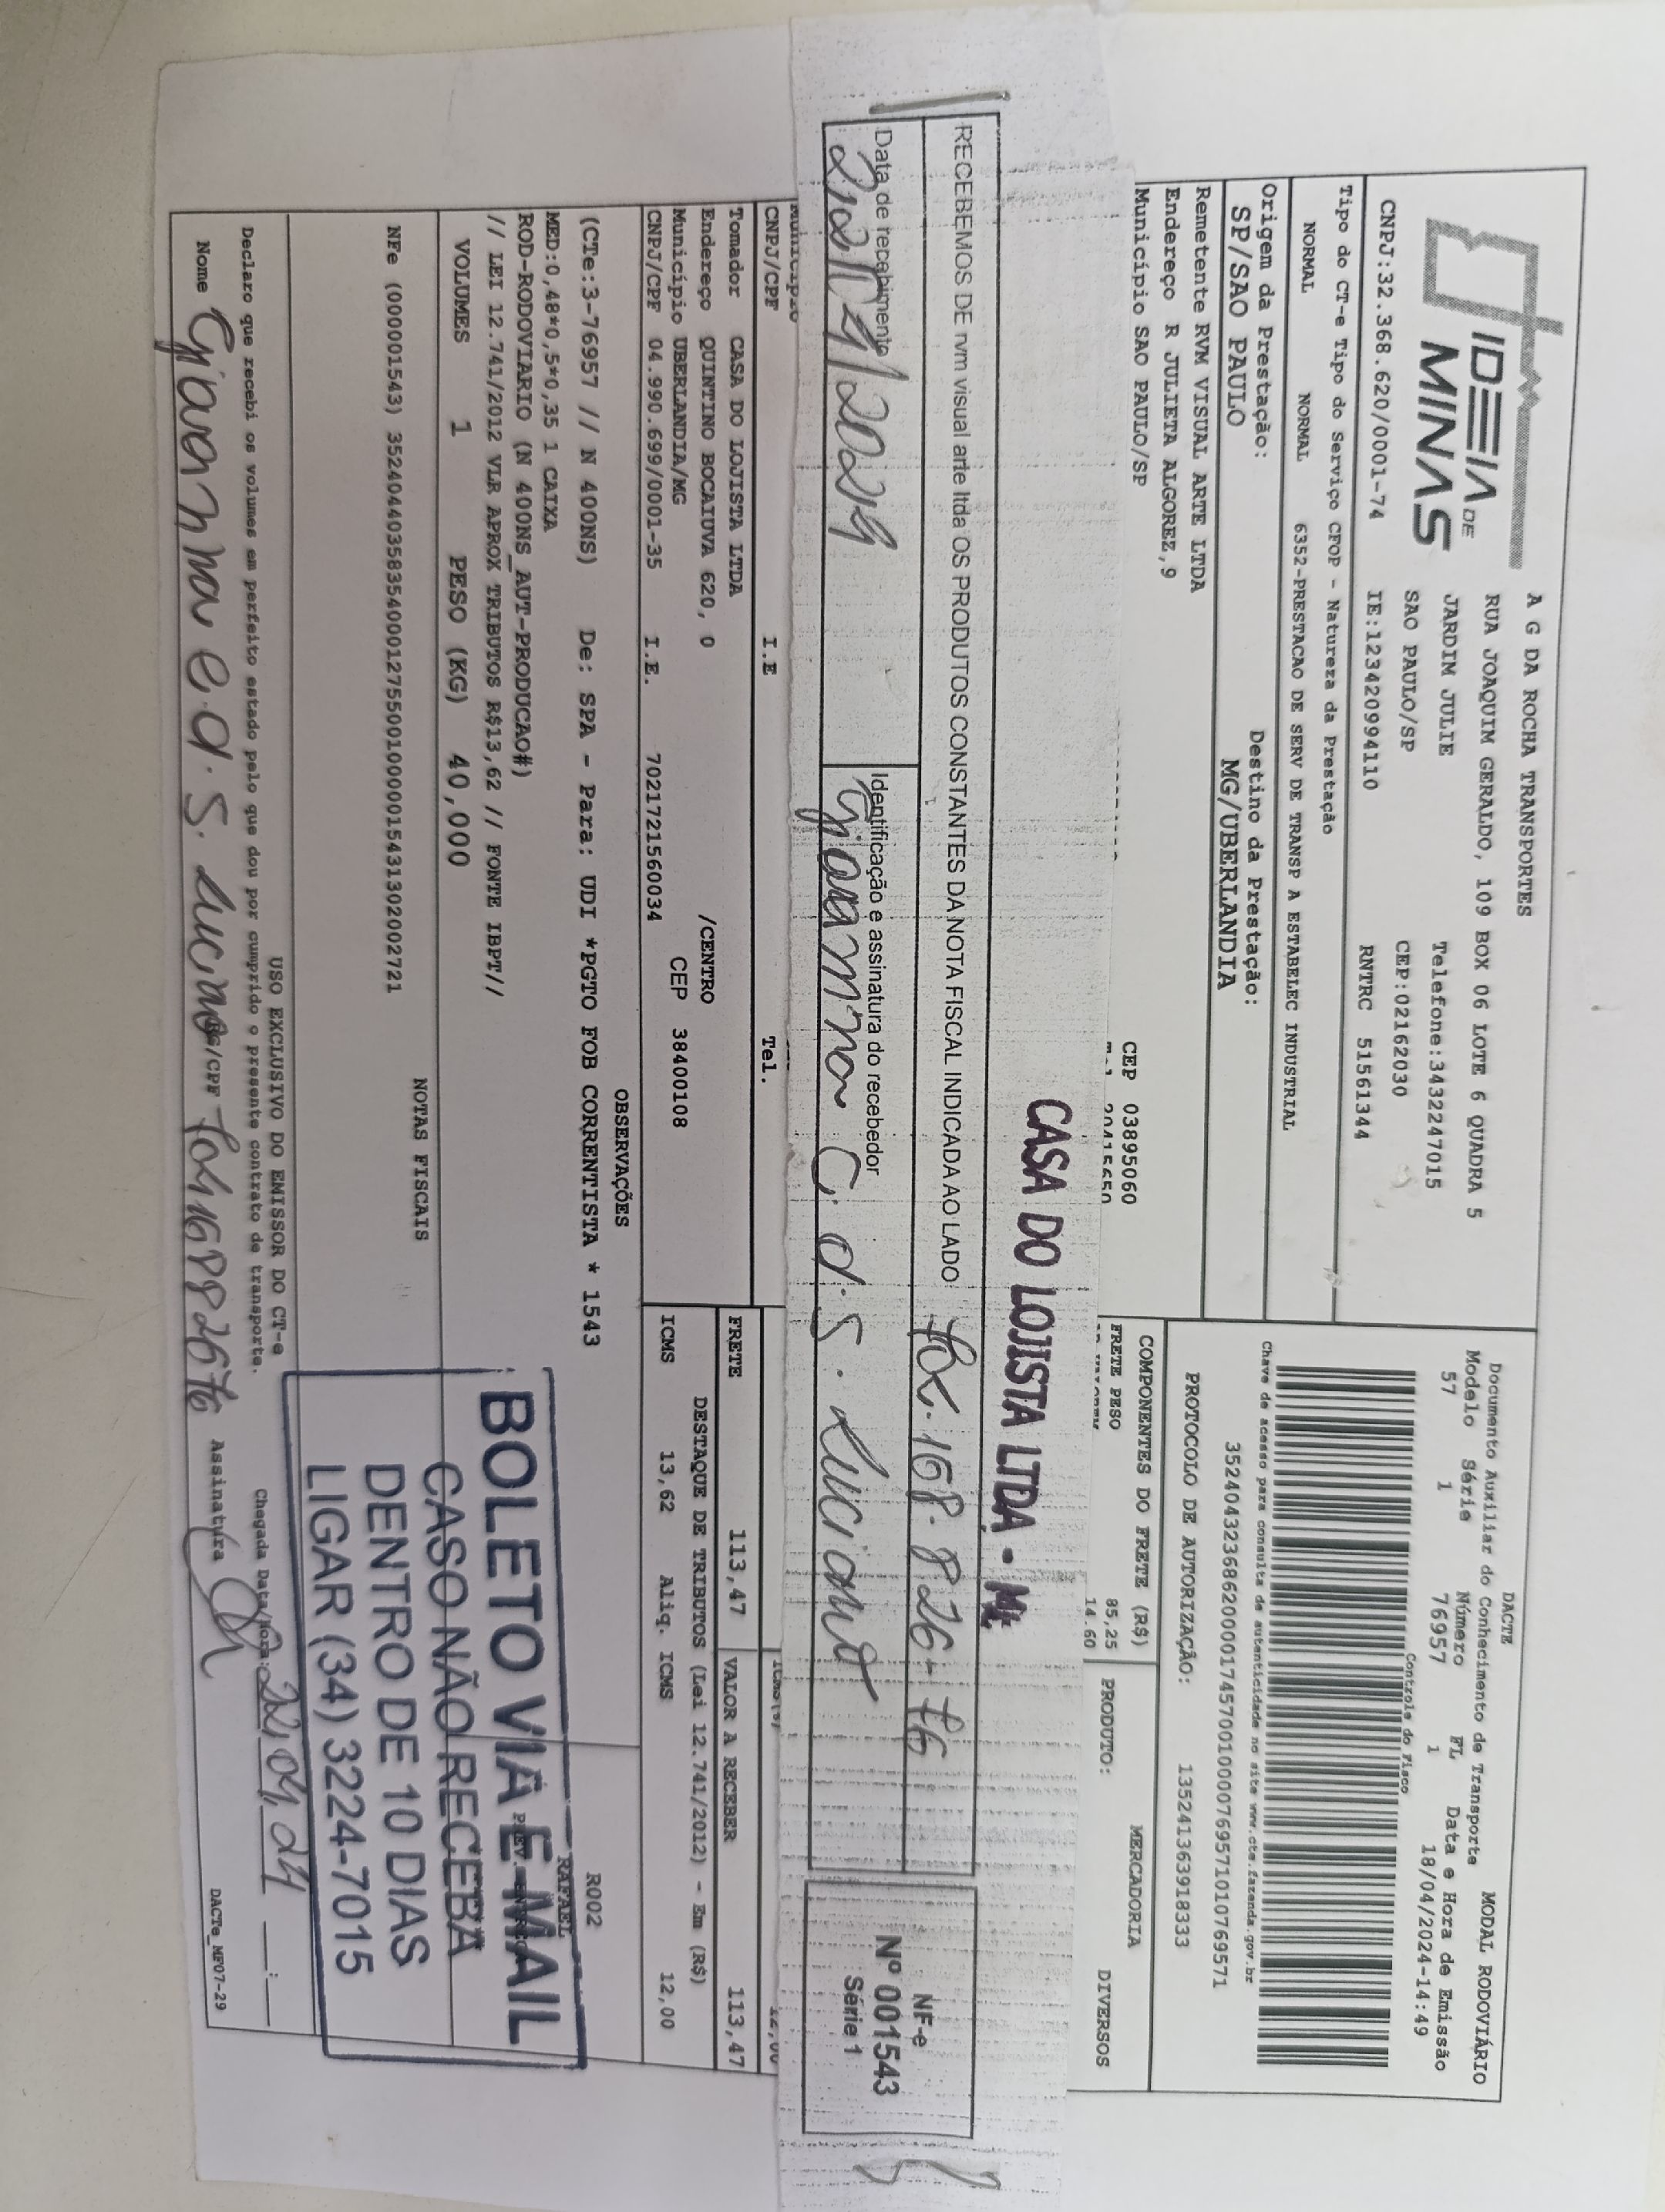 IDEIA DE MINAS
A G DA ROCHA TRANSPORTES
RUA JOAQUIM GERALDO, 109 BOX 06 LOTE 6 QUADRA 5
JARDIM JULIE Telefone:3432247015
SAO PAULO/SP CEP:02162030
CNPJ:32.368.620/0001-74 IE:123420994110 RNTRC 51561344
Tipo do CT-e Tipo do Serviço CFOP - Natureza da Prestação
NORMAL NORMAL 6352-PRESTACAO DE SERV DE TRANSP A ESTABELEC INDUSTRIAL
Origem da Prestação: Destino da Prestação:
SP/SAO PAULO MG/UBERLANDIA
Remetente RVM VISUAL ARTE LTDA
Endereço R JULIETA ALGOREZ,9
Município SAO PAULO/SP CEP 03895060
DACTE MODAL RODOVIÁRIO
Documento Auxiliar do Conhecimento de Transporte
Modelo Série Número FL Data e Hora de Emissão
57 1 76957 1 18/04/2024-14:49
Controle do Fisco
Chave de acesso para consulta de autenticidade no site www.cte.fazenda.gov.br
35240432368620000174570010000769571010769571
PROTOCOLO DE AUTORIZAÇÃO: 135241363918333
COMPONENTES DO FRETE (R$) MERCADORIA
FRETE PESO 85,25 PRODUTO: DIVERSOS
14,60
CASA DO LOJISTA LTDA -
RECEBEMOS DE rvm visual arte ltda OS PRODUTOS CONSTANTES DA NOTA FISCAL INDICADA AO LADO
Data de recebimento Identificação e assinatura do recebedor
22/04/2024 Giovanna C. d. S. Luciano
NF-e
Nº 001543
Série 1
CNPJ/CPF I.E Tel.
Tomador CASA DO LOJISTA LTDA
Endereço QUINTINO BOCAIUVA 620, 0 /CENTRO
Município UBERLANDIA/MG CEP 38400108
CNPJ/CPF 04.990.699/0001-35 I.E. 7021721560034
FRETE 113,47 VALOR A RECEBER 113,47
DESTAQUE DE TRIBUTOS (Lei 12.741/2012) - Em (R$)
ICMS 13,62 Aliq. ICMS 12,00
OBSERVAÇÕES
(CTe:3-76957 // N 400NS) De: SPA - Para: UDI *PGTO FOB CORRENTISTA * 1543
MED:0,48*0,5*0,35 1 CAIXA
ROD-RODOVIARIO (N 400NS_AUT-PRODUCAO#)
// LEI 12.741/2012 VLR APROX TRIBUTOS R$13,62 // FONTE IBPT//
R002
RAFAEL
VOLUMES 1 PESO (KG) 40,000
NOTAS FISCAIS
NFe (000001543) 35240440358354000127550010000015431302002721
BOLETO VIA E-MAIL
CASO NÃO RECEBA
DENTRO DE 10 DIAS
LIGAR (34) 3224-7015
USO EXCLUSIVO DO EMISSOR DO CT-e
Declaro que recebi os volumes em perfeito estado pelo que dou por cumprido o presente contrato de transporte.
Chegada Data/Hora: 22/04/24 __:__
Nome Giovanna C. d. S. Luciano RG/CPF Assinatura
DACTe_MF07-29